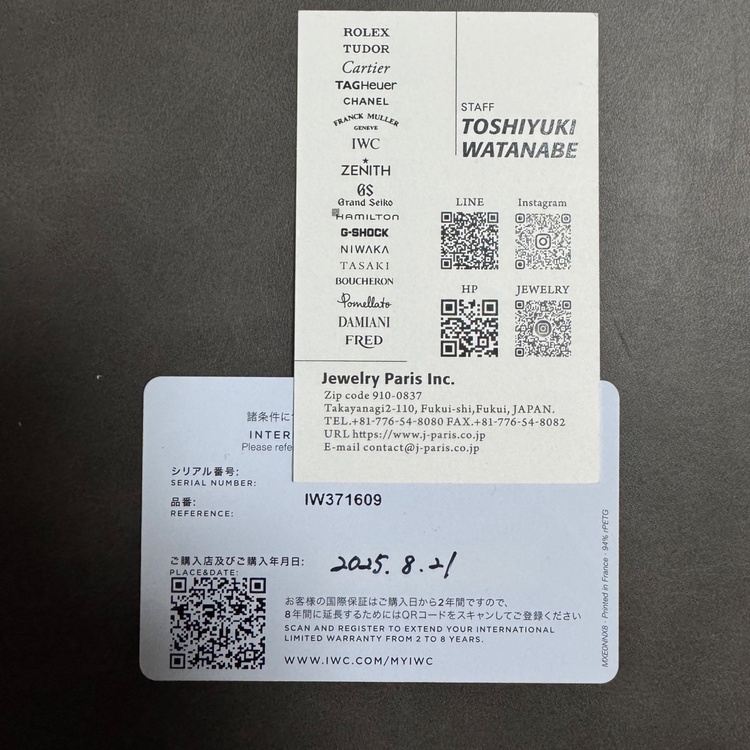 ROLEX
TUDOR
Cartier
TAGHeuer
CHANEL
FRANCK MULLER
GENEVE
IWC
ZENITH
GS
Grand Seiko
HAMILTON
G-SHOCK
NIWAKA
TASAKI
BOUCHERON
Pomellato
DAMIANI
FRED
STAFF
TOSHIYUKI
WATANABE
LINE
Instagram
HP
JEWELRY
Jewelry Paris Inc.
Zip code 910-0837
Takayanagi2-110, Fukui-shi,Fukui, JAPAN.
TEL.+81-776-54-8080 FAX.+81-776-54-8082
URL https://www.j-paris.co.jp
E-mail contact@j-paris.co.jp
諸条件に
INTER
Please refe
シリアル番号:
SERIAL NUMBER:
品番:
REFERENCE:
IW371609
ご購入店及びご購入年月日:
PLACE&DATE:
2025. 8. 21
お客様の国際保証はご購入日から2年間ですので、
8年間に延長するためにはQRコードをスキャンしてご登録ください
SCAN AND REGISTER TO EXTEND YOUR INTERNATIONAL
LIMITED WARRANTY FROM 2 TO 8 YEARS.
WWW.IWC.COM/MYIWC
Printed in France - 94% rPETG